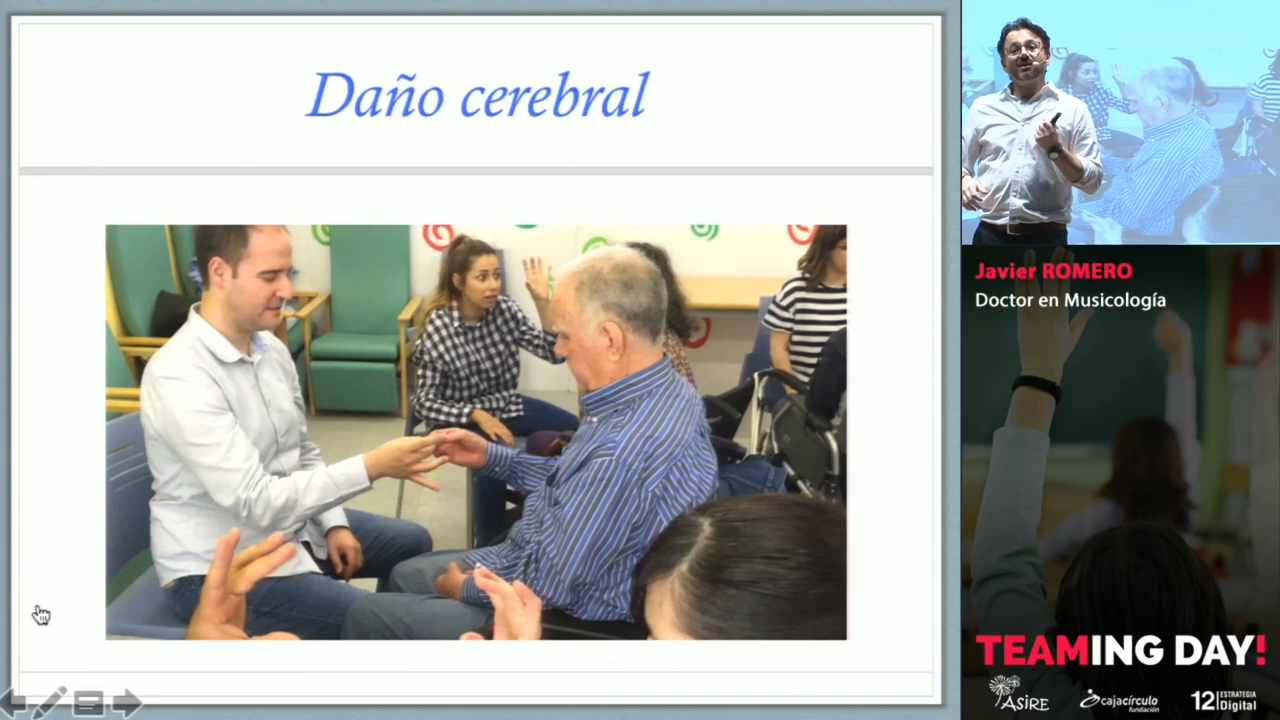 Daño cerebral
Javier ROMERO
Doctor en Musicología
TEAMING DAY!
ASIRE
cajacírculo
fundación
12 ESTRATEGIA
Digital